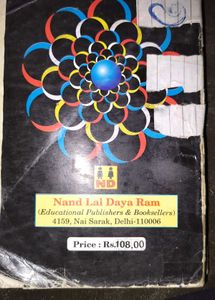 ND
Nand Lal Daya Ram
(Educational Publishers & Booksellers)
4159, Nai Sarak, Delhi-110006
Price : Rs.108.00